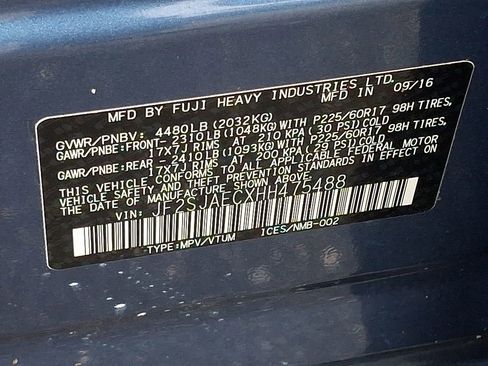 MFD BY FUJI HEAVY INDUSTRIES LTD. MADE IN 09/16
GVWR/PNBV: 4480LB (2032KG)
GAWR/PNBE:FRONT - 2310LB (1048KG) WITH P225/60R17 98H TIRES,
17X7J RIMS AT 210 KPA (30 PSI) COLD
GAWR/PNBE:REAR - 2410LB (1093KG) WITH P225/60R17 98H TIRES,
17X7J RIMS AT 200 KPA (29 PSI) COLD
THIS VEHICLE CONFORMS TO ALL APPLICABLE FEDERAL MOTOR
VEHICLE SAFETY AND THEFT PREVENTION STANDARDS IN EFFECT
ON THE DATE OF MANUFACTURE SHOWN ABOVE.
VIN: JF2SJAECXHH475488
TYPE:MPV/VTUM ICES/NMB-002